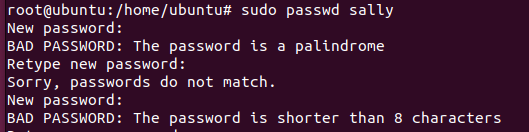 root@ubuntu:/home/ubuntu# sudo passwd sally
New password:
BAD PASSWORD: The password is a palindrome
Retype new password:
Sorry, passwords do not match.
New password:
BAD PASSWORD: The password is shorter than 8 characters